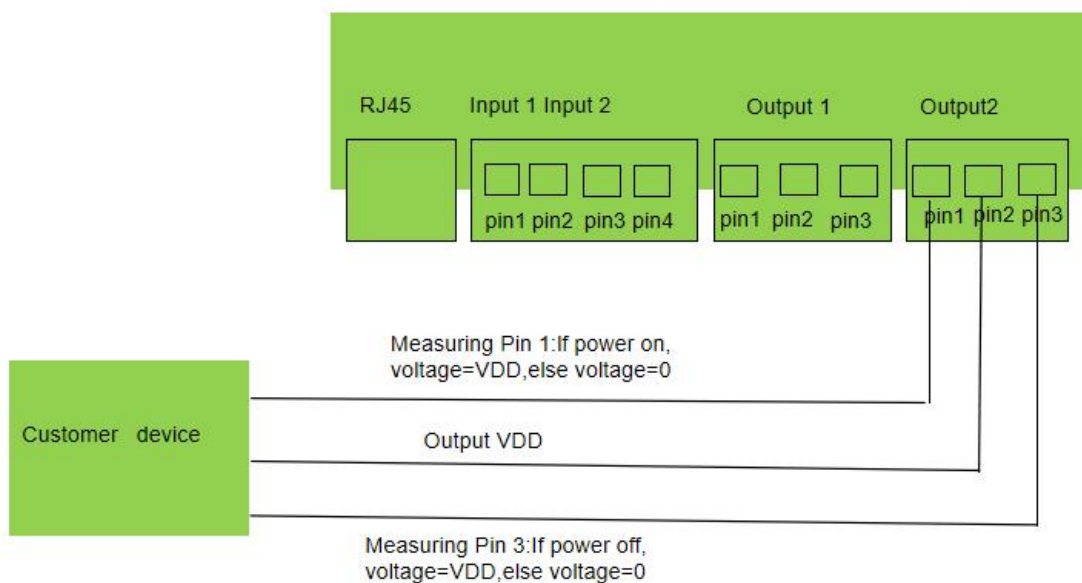 RJ45 Input 1 Input 2 Output 1 Output2
pin1 pin2 pin3 pin4 pin1 pin2 pin3 pin1 pin2 pin3
Measuring Pin 1:If power on,
voltage=VDD,else voltage=0
Customer device
Output VDD
Measuring Pin 3:If power off,
voltage=VDD,else voltage=0